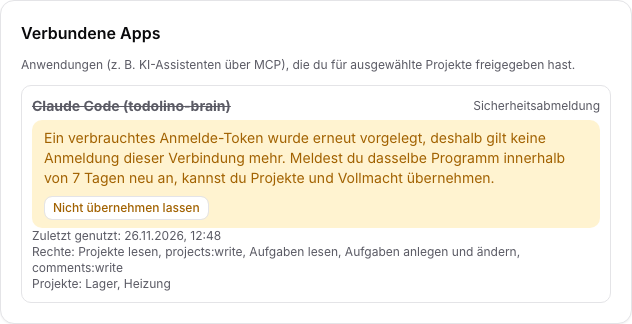 Verbundene Apps
Anwendungen (z. B. KI-Assistenten über MCP), die du für ausgewählte Projekte freigegeben hast.
Claude Code (todolino-brain)
Sicherheitsabmeldung
Ein verbrauchtes Anmelde-Token wurde erneut vorgelegt, deshalb gilt keine
Anmeldung dieser Verbindung mehr. Meldest du dasselbe Programm innerhalb
von 7 Tagen neu an, kannst du Projekte und Vollmacht übernehmen.
Nicht übernehmen lassen
Zuletzt genutzt: 26.11.2026, 12:48
Rechte: Projekte lesen, projects:write, Aufgaben lesen, Aufgaben anlegen und ändern,
comments:write
Projekte: Lager, Heizung